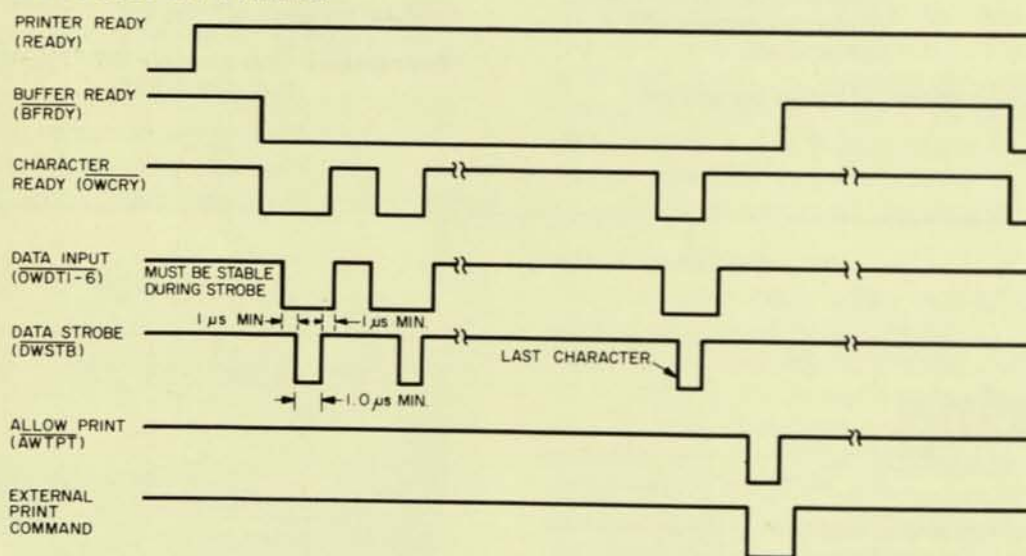 PRINTER READY
(READY)
BUFFER READY
(BFRDY)
CHARACTER
READY (OWCRY)
DATA INPUT
(OWDTI-6)
MUST BE STABLE
DURING STROBE
1 µs MIN
1 µs MIN.
DATA STROBE
(DWSTB)
LAST CHARACTER
1.0 µs MIN.
ALLOW PRINT
(AWTPT)
EXTERNAL
PRINT
COMMAND